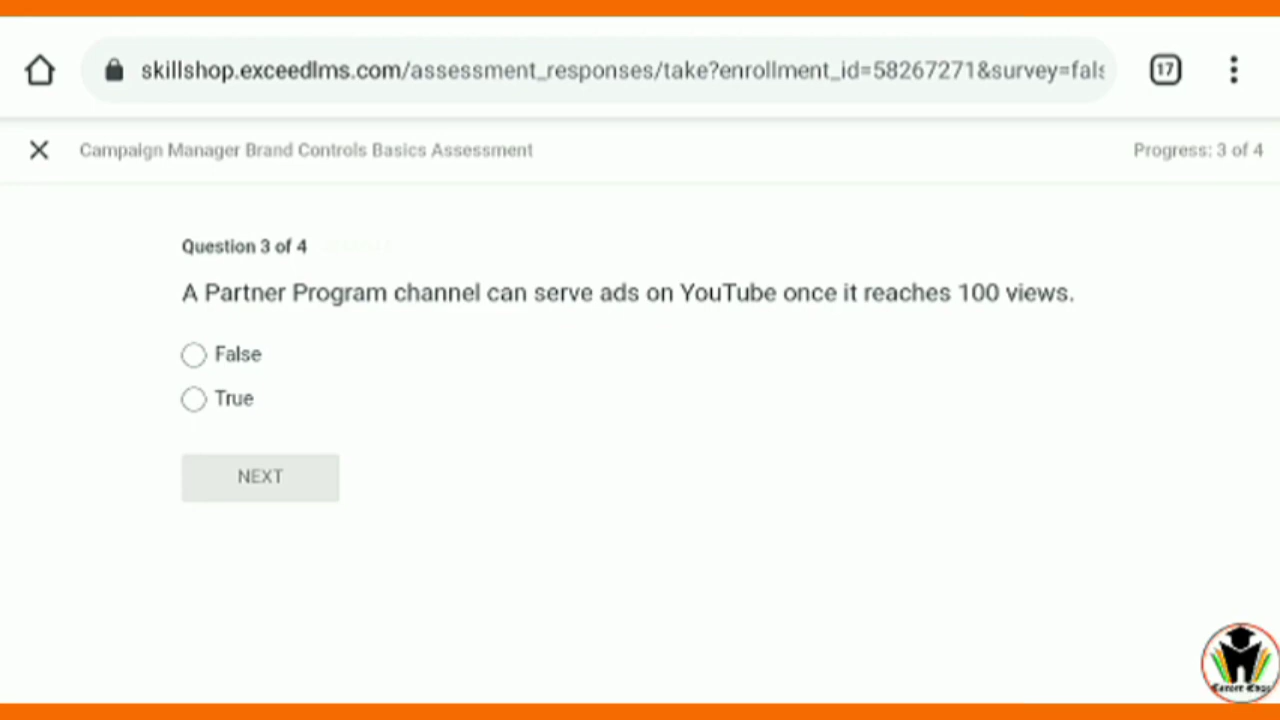 skillshop.exceedlms.com/assessment_responses/take?enrollment_id=58267271&survey=fals
17
Campaign Manager Brand Controls Basics Assessment
Progress: 3 of 4
Question 3 of 4
A Partner Program channel can serve ads on YouTube once it reaches 100 views.
False
True
NEXT